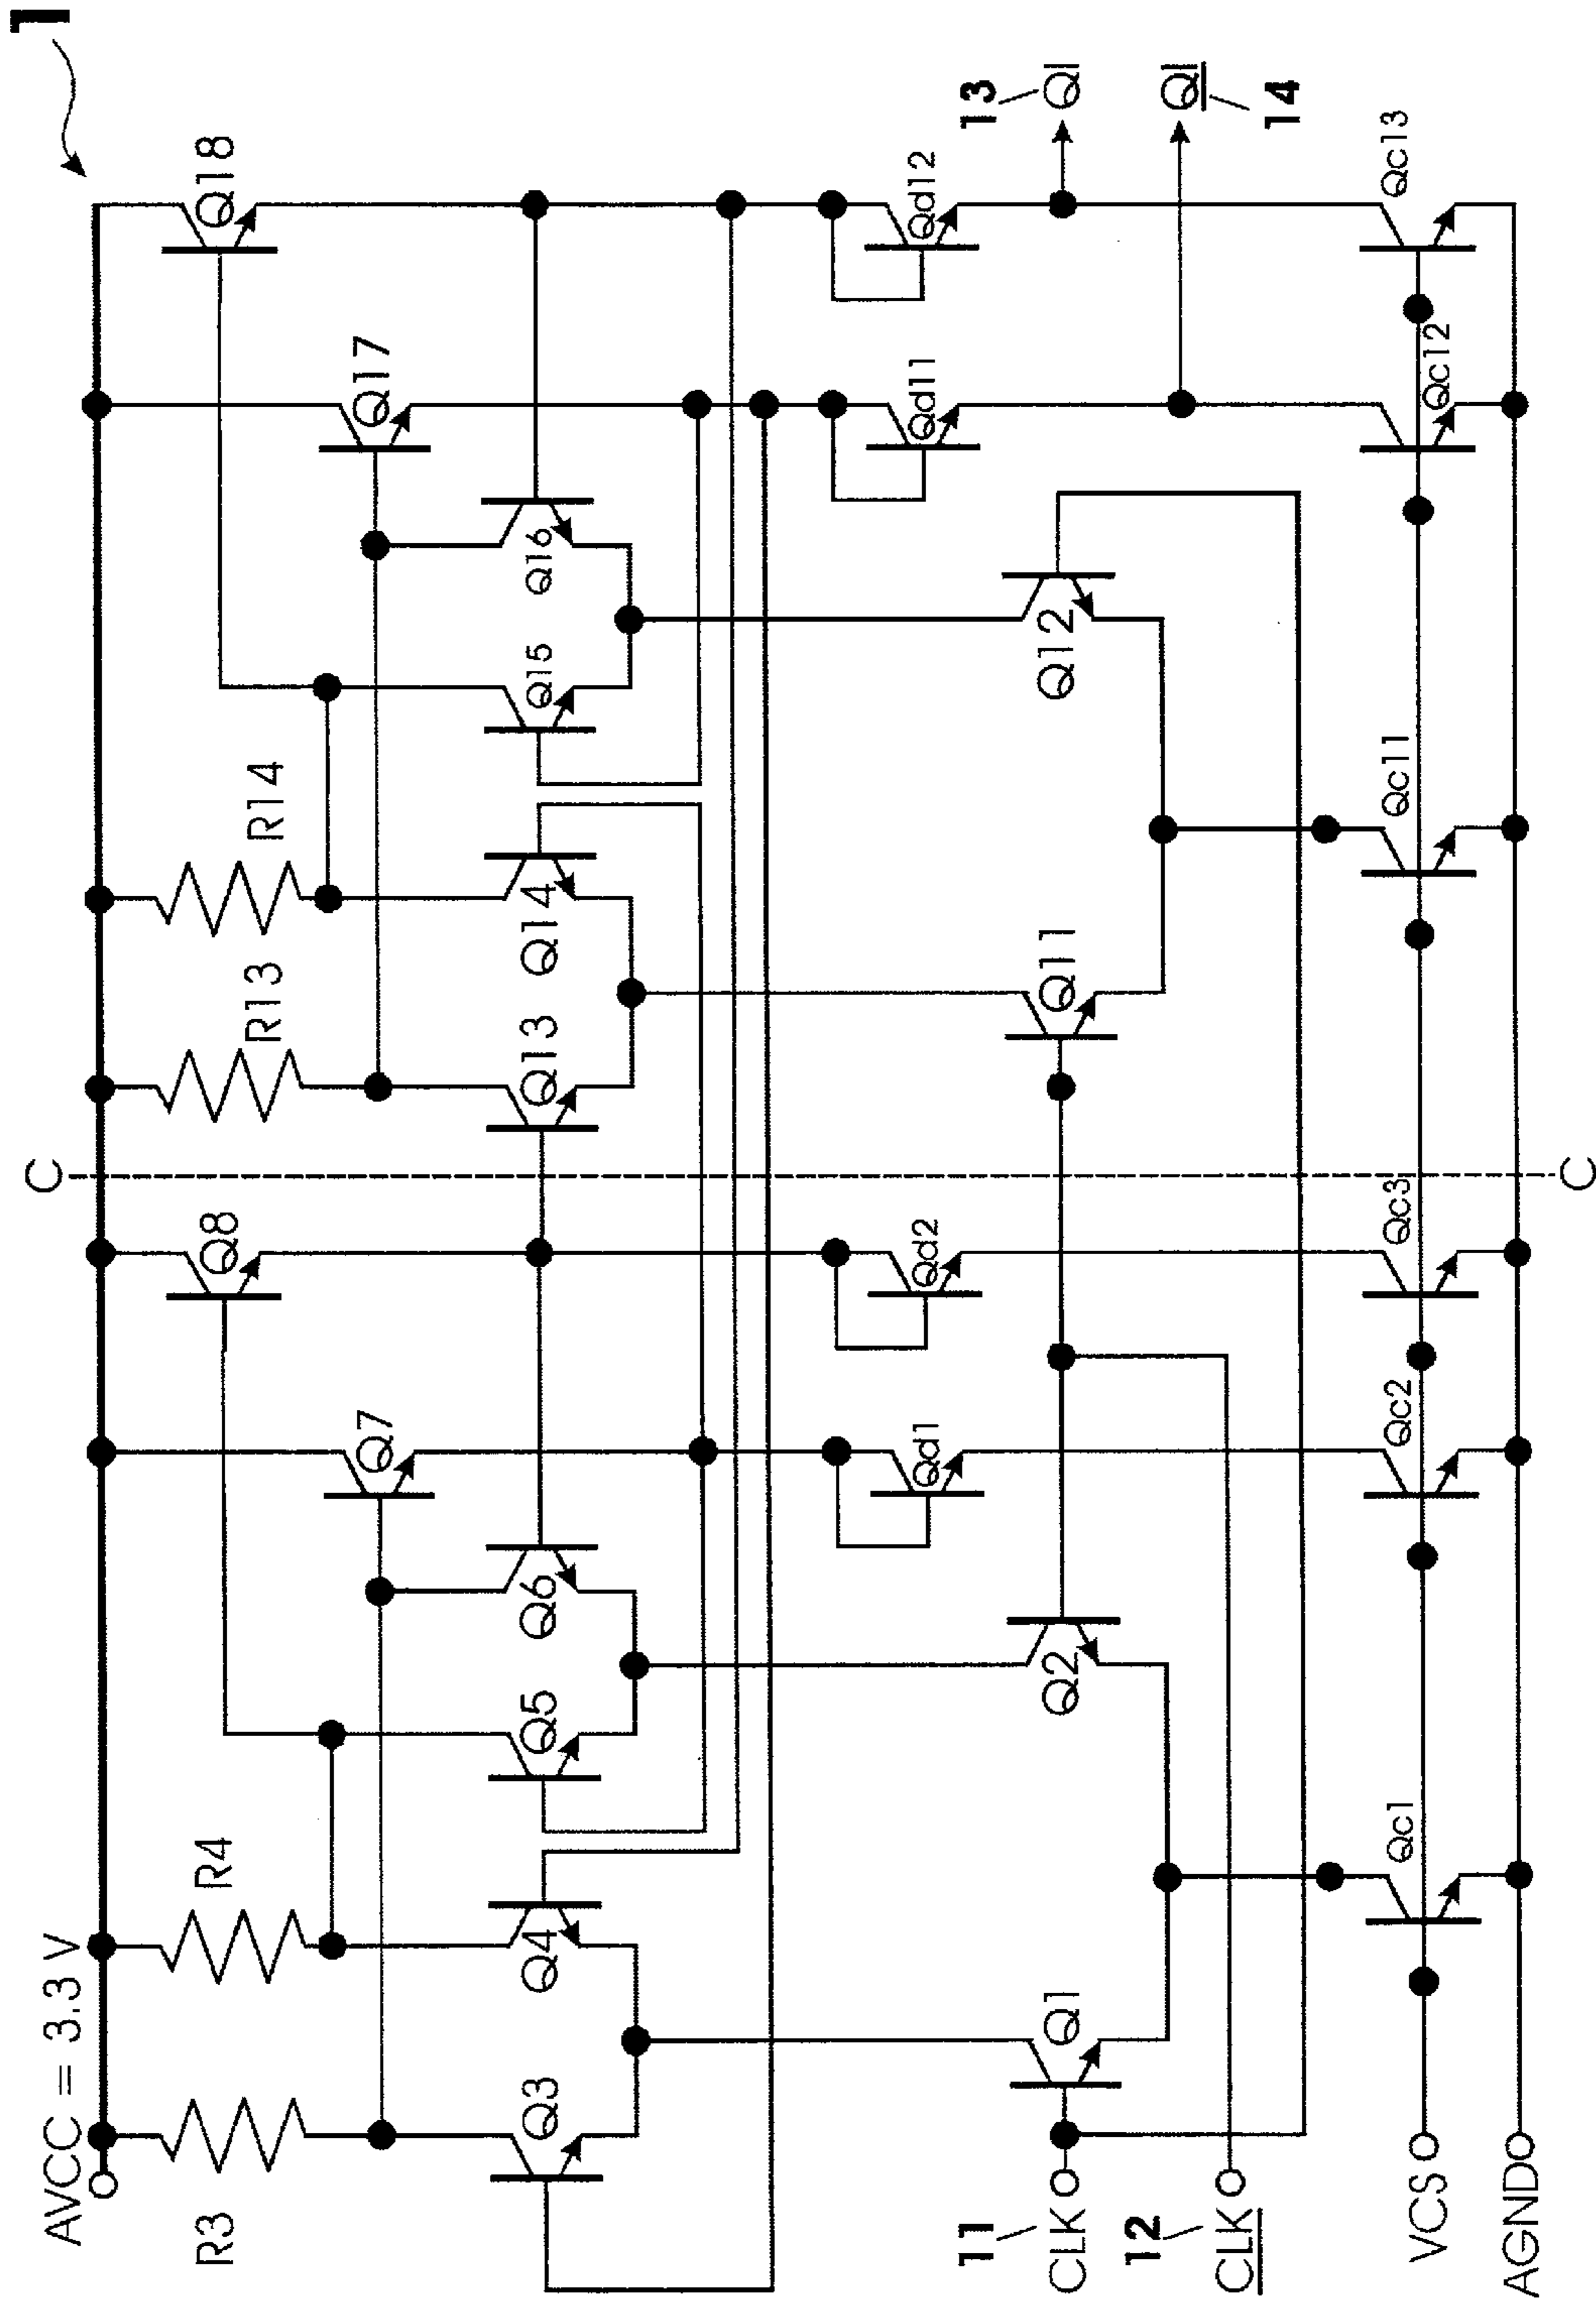 1
AVCC = 3.3 V
R3
R4
Q8
R13
R14
Q18
Q7
Q17
Q3
Q4
Q5
Q6
Q13
Q14
Q15
Q16
Qd1
Qd2
Qd11
Qd12
11
CLK
Q1
Q2
Q11
Q12
13
QI
12
CLK
QI
14
VCS
Qc1
Qc2
Qc3
Qc11
Qc12
Qc13
AGND
C
C